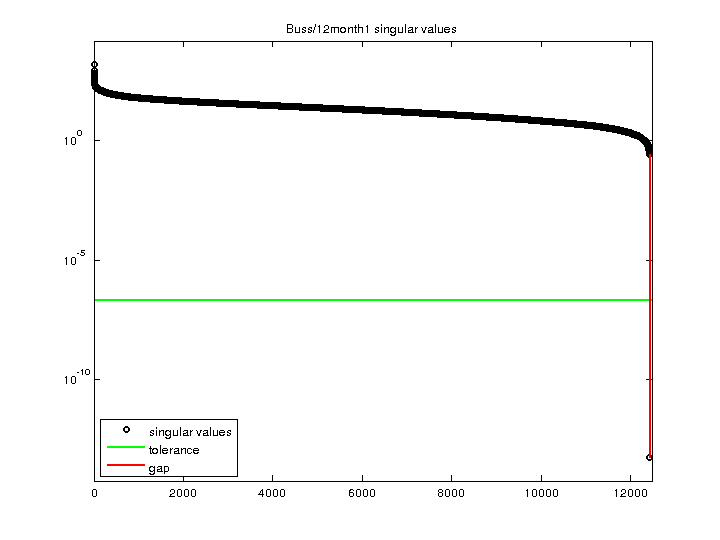 Buss/12month1 singular values
10^0
10^-5
10^-10
singular values
tolerance
gap
0 2000 4000 6000 8000 10000 12000